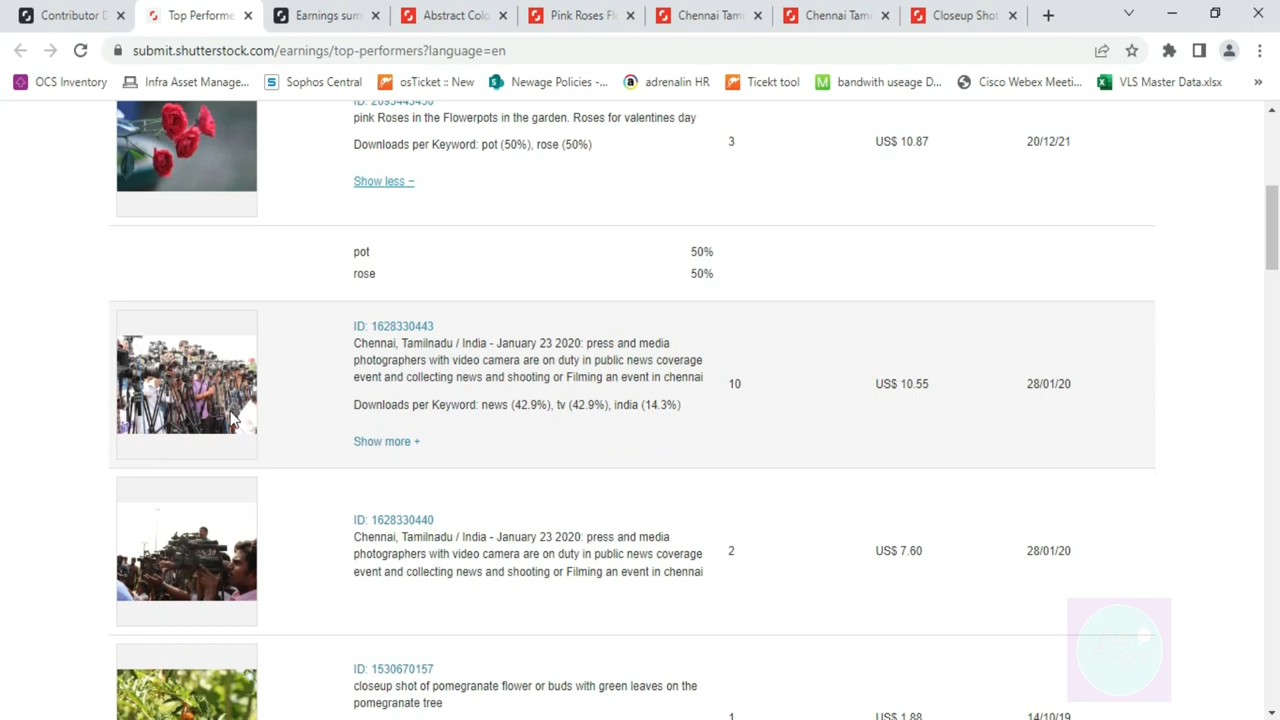 Contributor D
Top Performe
Earnings sum
Abstract Colo
Pink Roses Fl
Chennai Tami
Chennai Tami
Closeup Shot
submit.shutterstock.com/earnings/top-performers?language=en
OCS Inventory
Infra Asset Manage...
Sophos Central
osTicket :: New
Newage Policies -...
adrenalin HR
Ticekt tool
bandwith useage D...
Cisco Webex Meeti...
VLS Master Data.xlsx
pink Roses in the Flowerpots in the garden. Roses for valentines day
3
US$ 10.87
20/12/21
Downloads per Keyword: pot (50%), rose (50%)
Show less −
pot 50%
rose 50%
ID: 1628330443
Chennai, Tamilnadu / India - January 23 2020: press and media
photographers with video camera are on duty in public news coverage
event and collecting news and shooting or Filming an event in chennai
10
US$ 10.55
28/01/20
Downloads per Keyword: news (42.9%), tv (42.9%), india (14.3%)
Show more +
ID: 1628330440
Chennai, Tamilnadu / India - January 23 2020: press and media
photographers with video camera are on duty in public news coverage
event and collecting news and shooting or Filming an event in chennai
2
US$ 7.60
28/01/20
ID: 1530670157
closeup shot of pomegranate flower or buds with green leaves on the
pomegranate tree
1
US$ 1.88
14/10/19